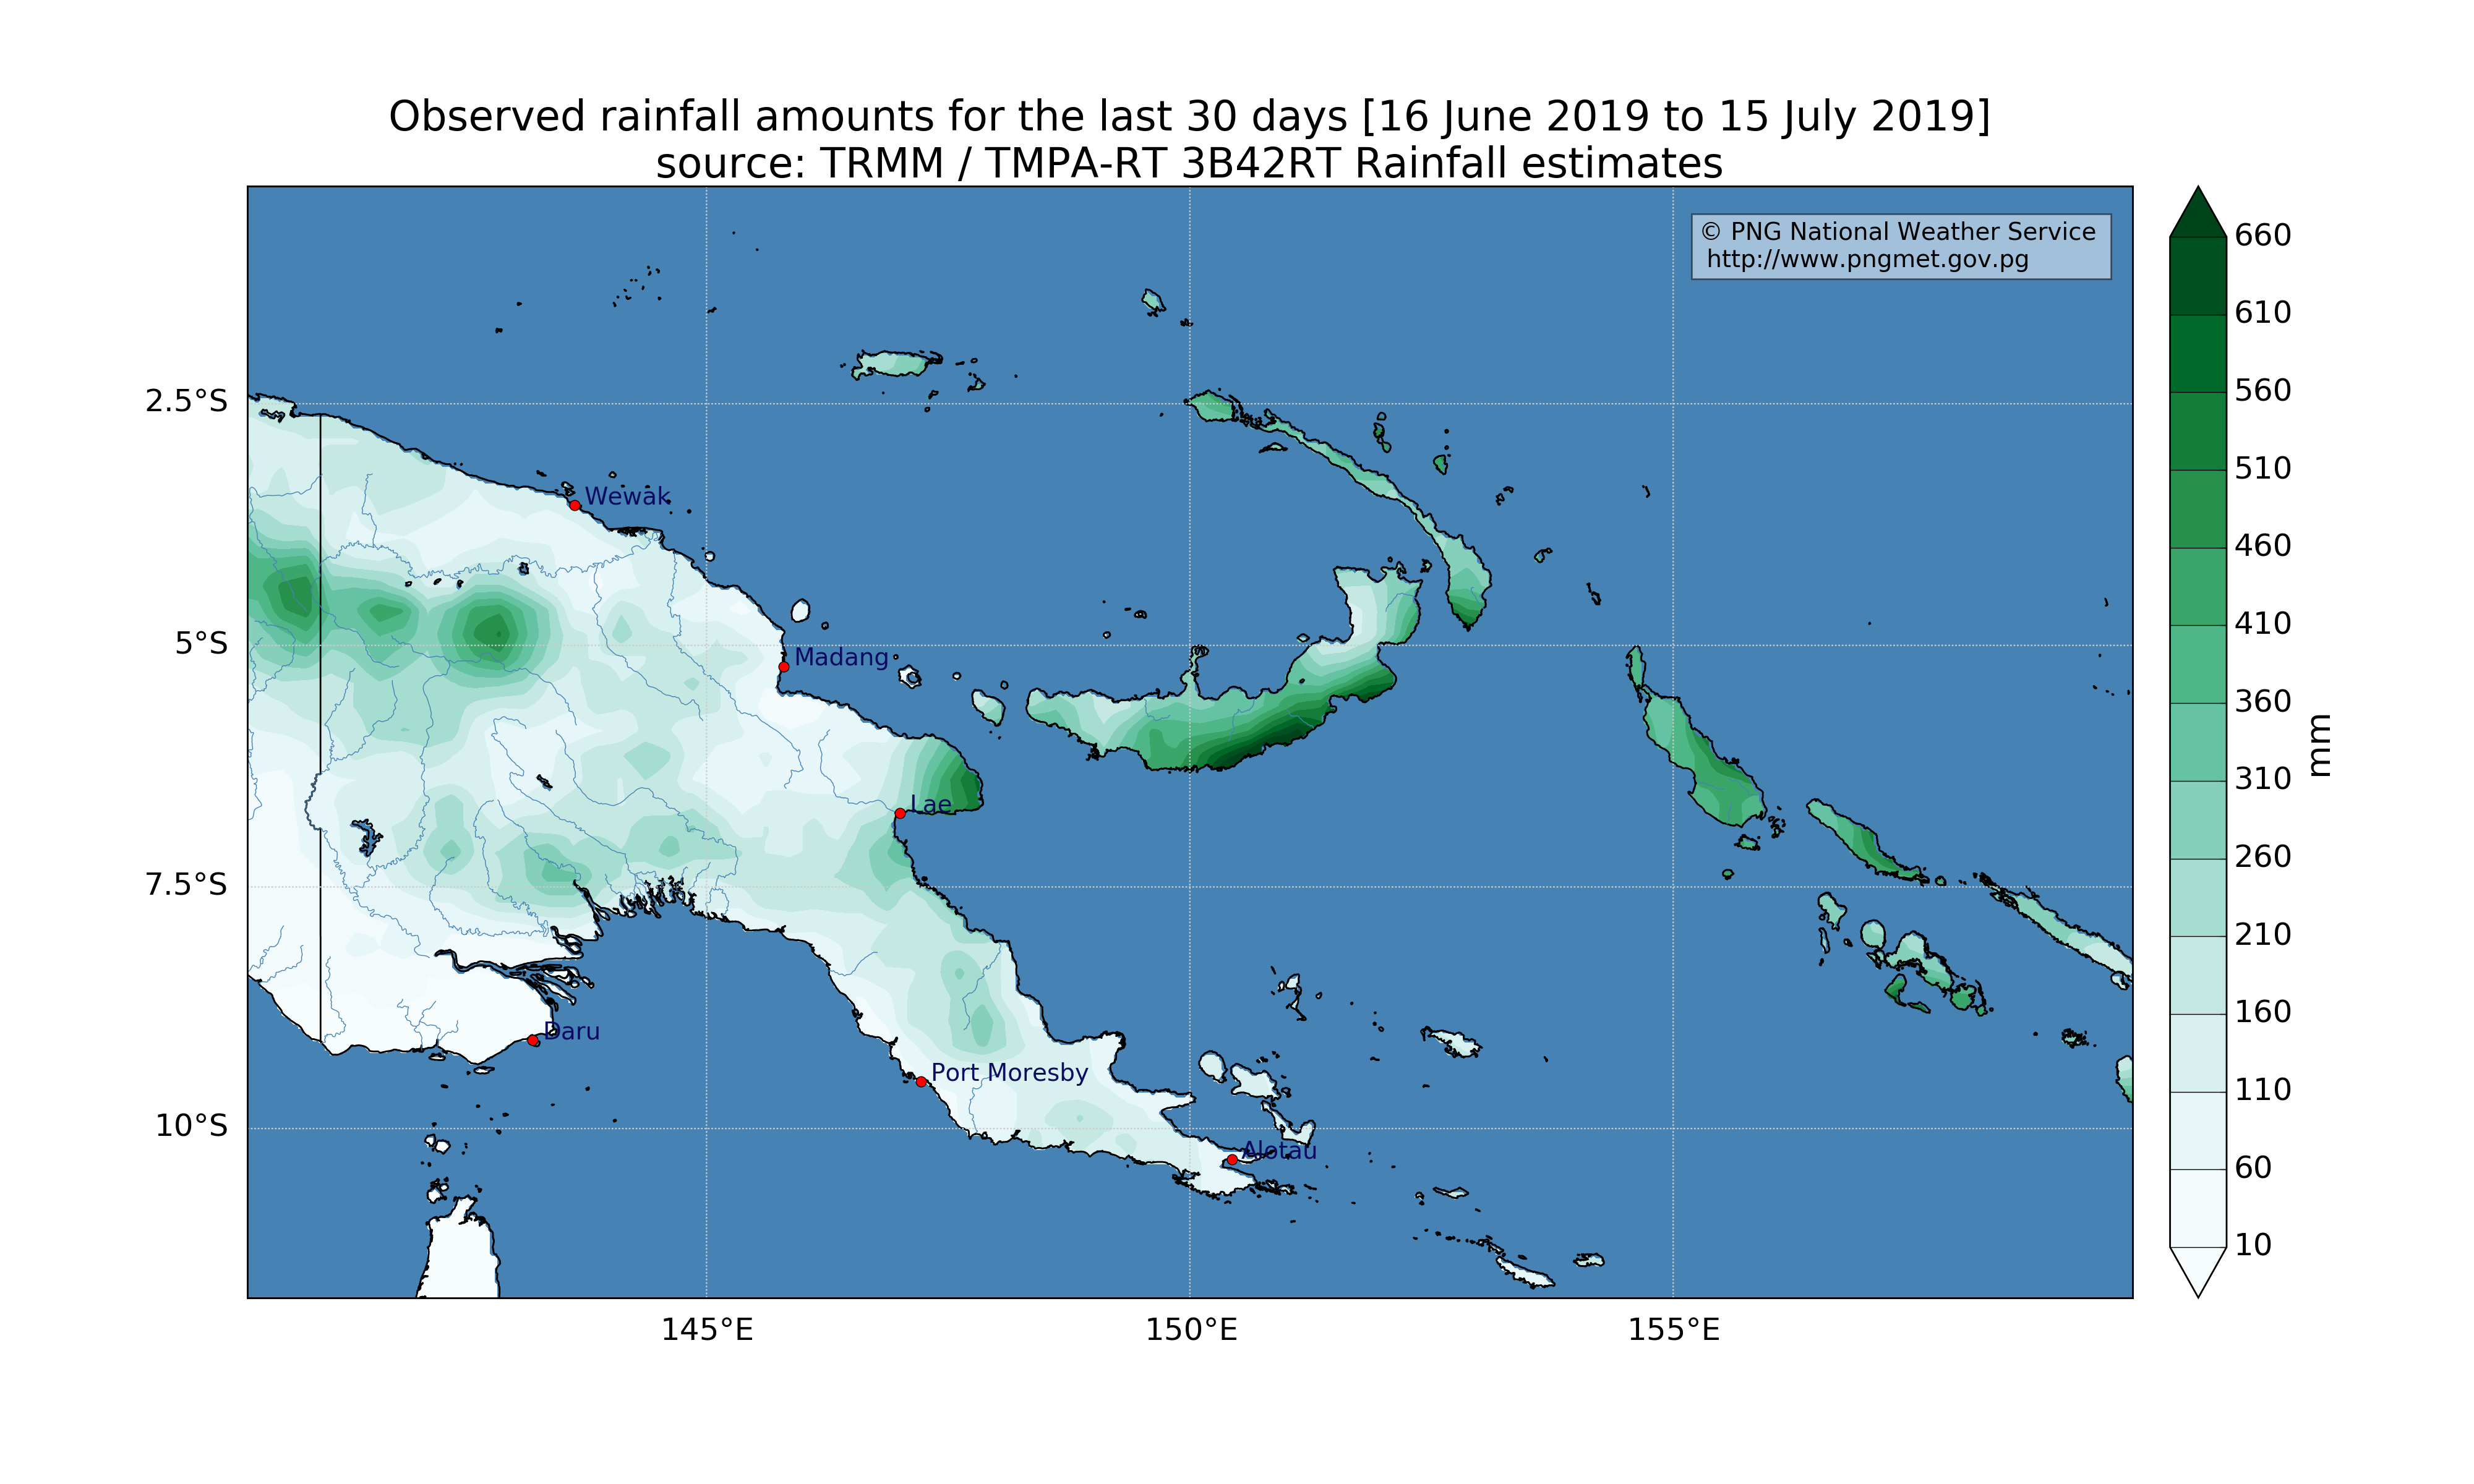 Observed rainfall amounts for the last 30 days [16 June 2019 to 15 July 2019]
source: TRMM / TMPA-RT 3B42RT Rainfall estimates
© PNG National Weather Service
http://www.pngmet.gov.pg
660
610
560
510
460
410
360
310
260
210
160
110
60
10
mm
2.5°S
5°S
7.5°S
10°S
Wewak
Madang
Lae
Daru
Port Moresby
Alotau
145°E
150°E
155°E